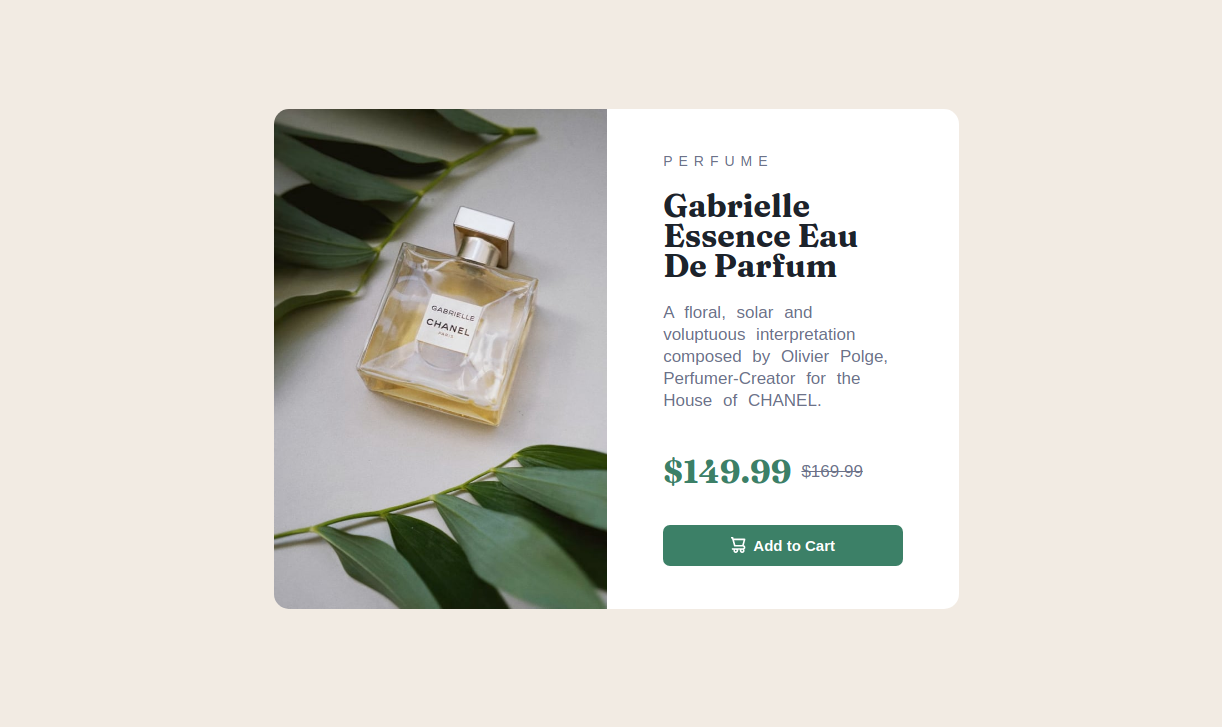 GABRIELLE
CHANEL
PARIS
PERFUME
Gabrielle
Essence Eau
De Parfum
A floral, solar and
voluptuous interpretation
composed by Olivier Polge,
Perfumer-Creator for the
House of CHANEL.
$149.99 $169.99
Add to Cart